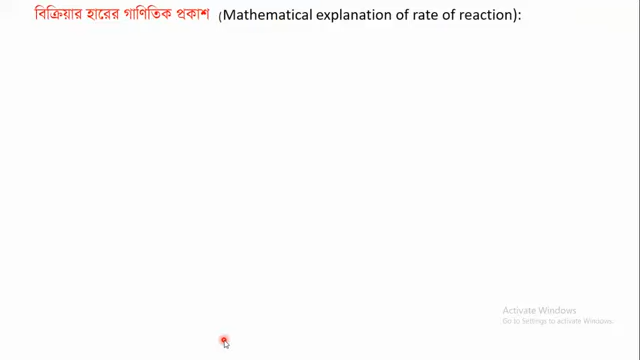 বিক্রিয়ার হারের গাণিতিক প্রকাশ (Mathematical explanation of rate of reaction):
Activate Windows
Go to Settings to activate Windows.